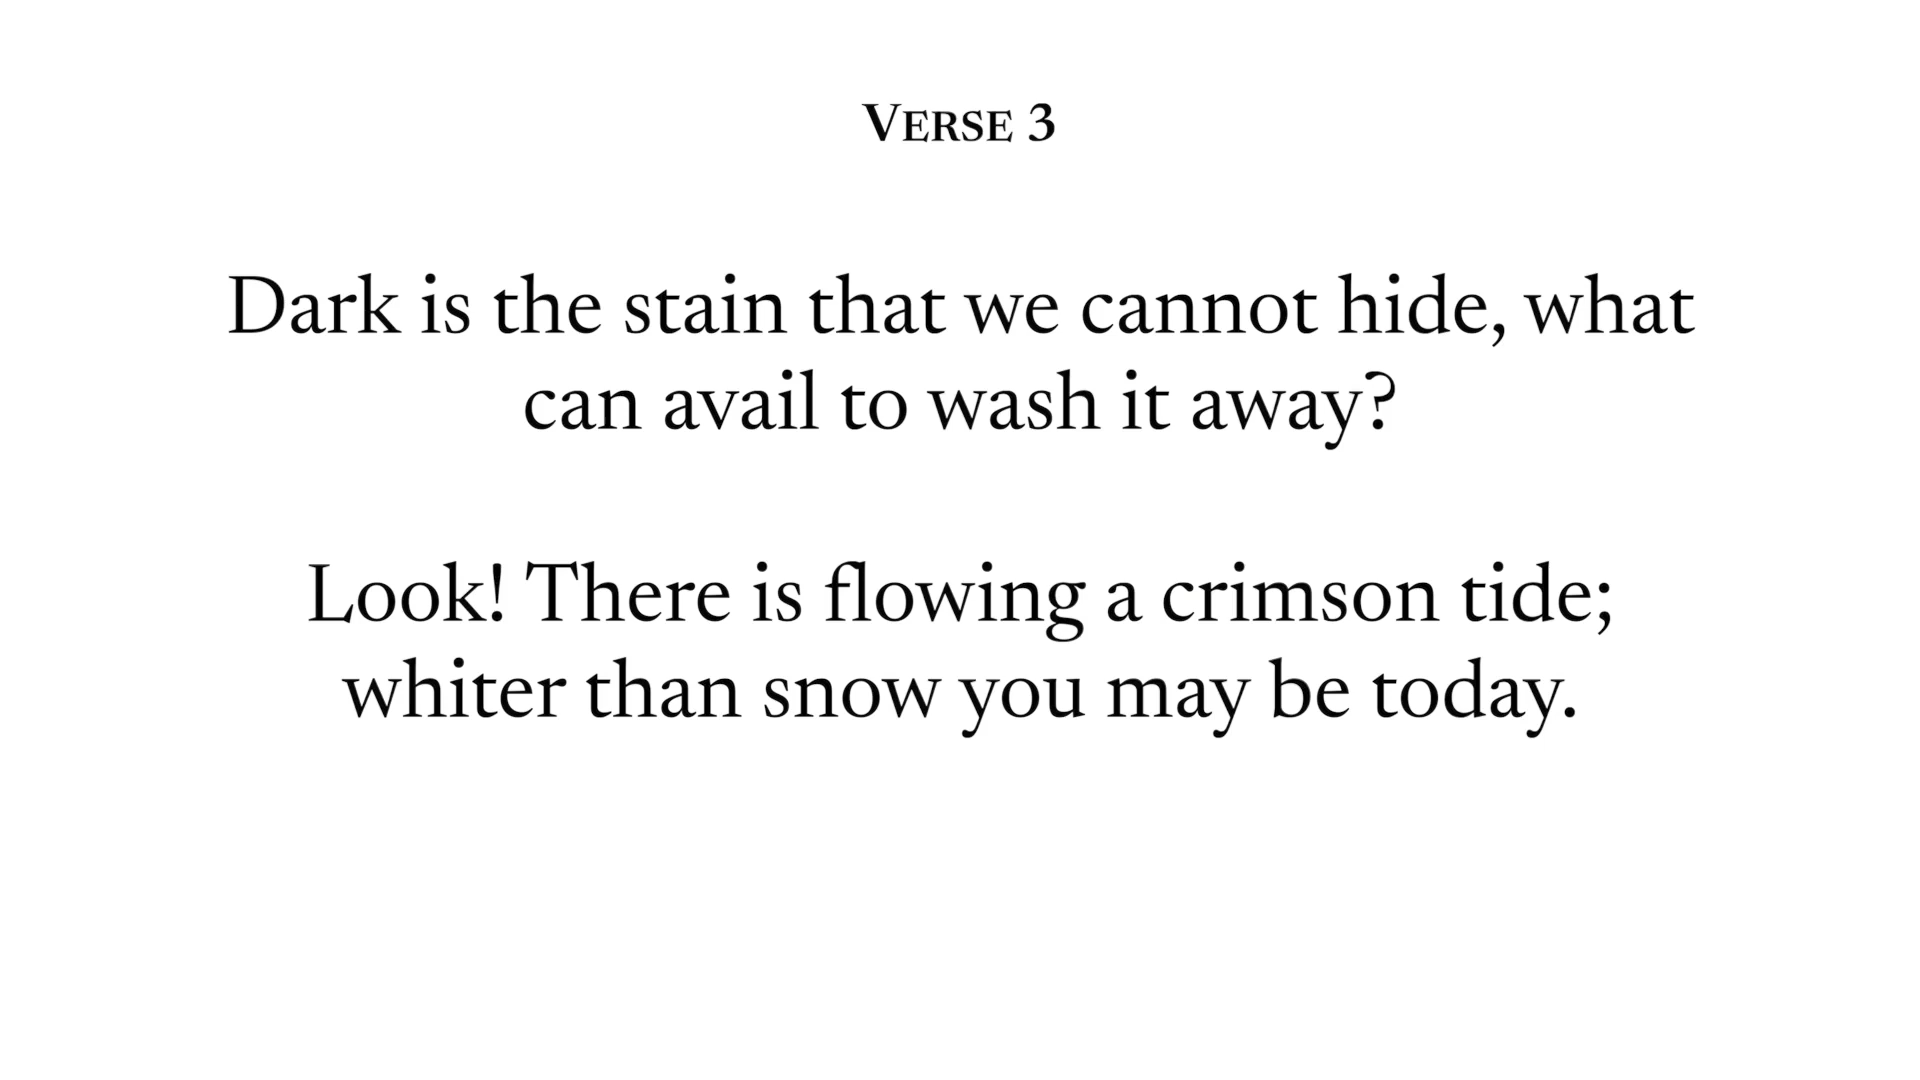 VERSE 3
Dark is the stain that we cannot hide, what
can avail to wash it away?
Look! There is flowing a crimson tide;
whiter than snow you may be today.